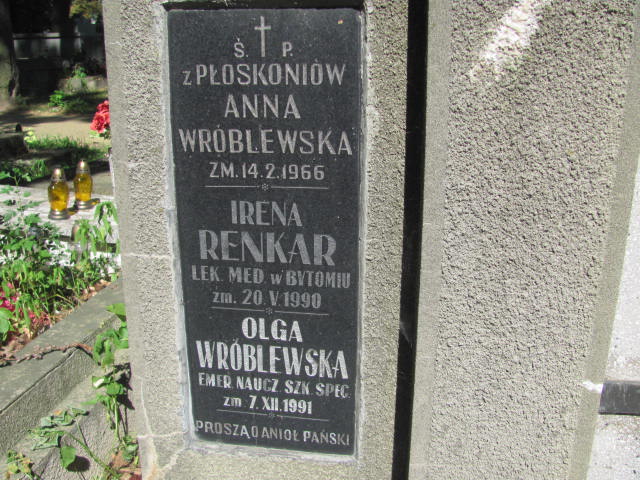 Ś. P.
z PŁOSKONIÓW
ANNA
WRÓBLEWSKA
ZM. 14.2.1966
IRENA
RENKAR
LEK. MED. w BYTOMIU
zm. 20.V.1990
OLGA
WRÓBLEWSKA
EMER. NAUCZ. SZK. SPEC.
zm 7. XII. 1991
PROSZĄ O ANIOŁ PAŃSKI